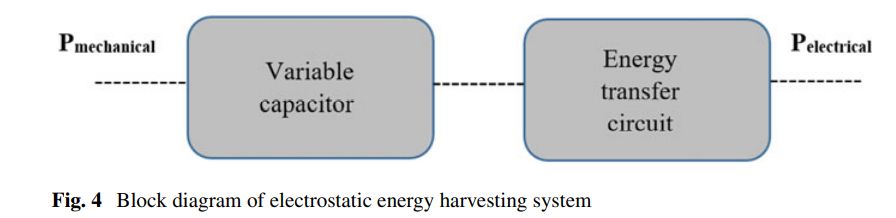 Pmechanical
Variable
capacitor
Energy
transfer
circuit
Pelectrical
Fig. 4 Block diagram of electrostatic energy harvesting system